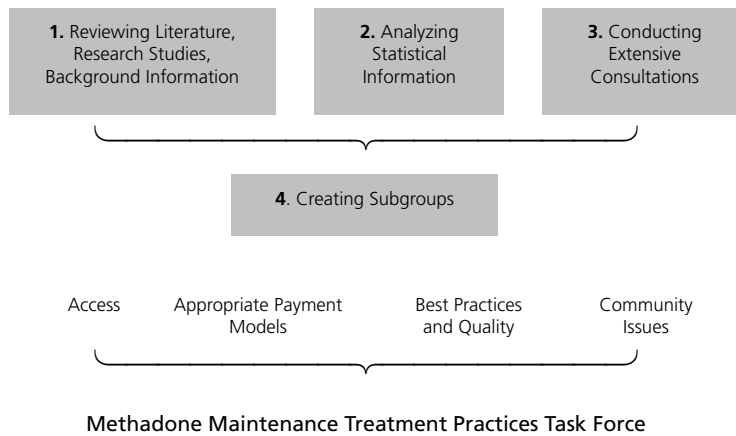 1. Reviewing Literature,
Research Studies,
Background Information
2. Analyzing
Statistical
Information
3. Conducting
Extensive
Consultations
4. Creating Subgroups
Access
Appropriate Payment
Models
Best Practices
and Quality
Community
Issues
Methadone Maintenance Treatment Practices Task Force